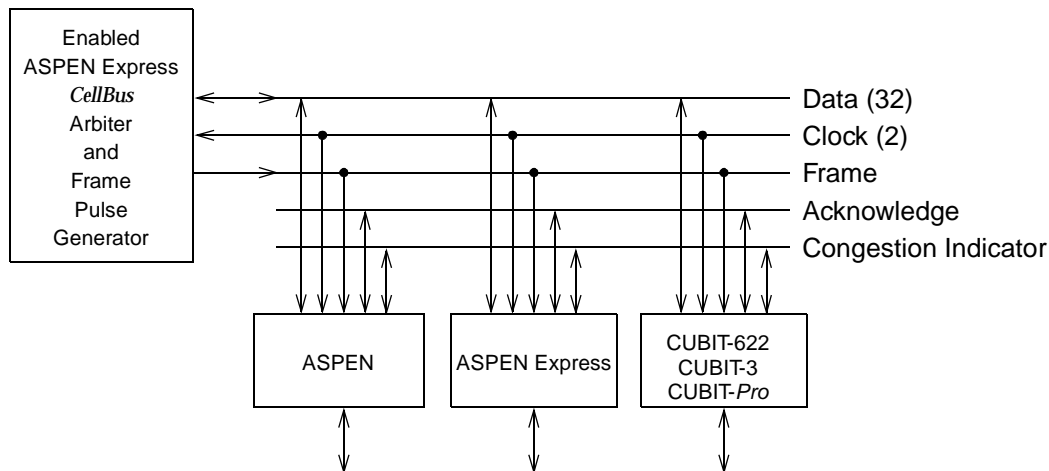 Enabled
ASPEN Express
CellBus
Arbiter
and
Frame
Pulse
Generator
Data (32)
Clock (2)
Frame
Acknowledge
Congestion Indicator
ASPEN
ASPEN Express
CUBIT-622
CUBIT-3
CUBIT-Pro